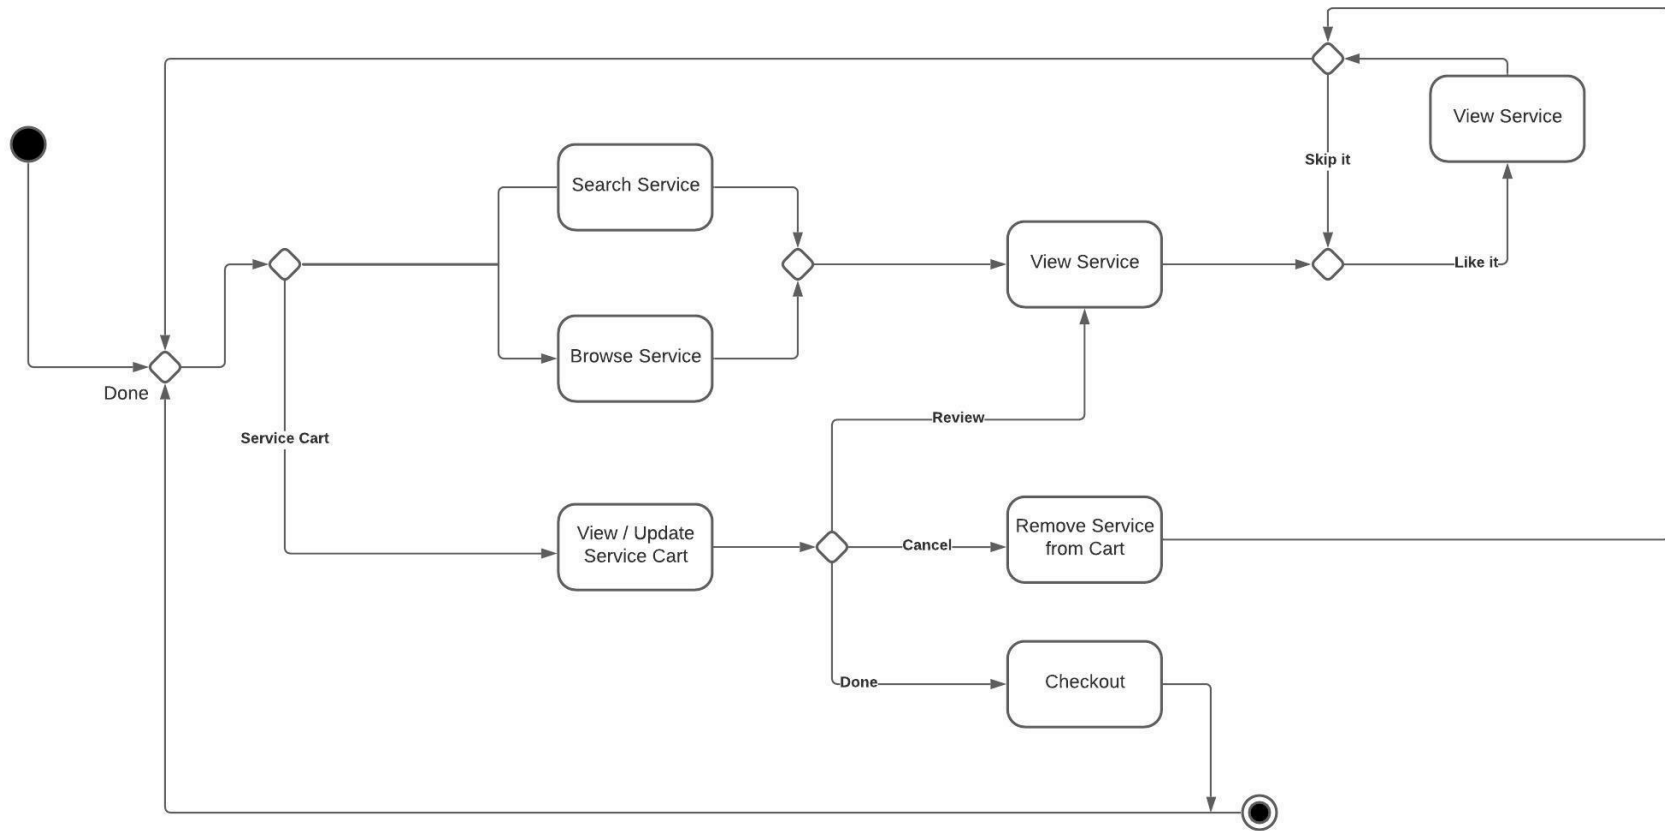 View Service
Skip it
Search Service
View Service
Like it
Browse Service
Done
Review
Service Cart
View / Update
Service Cart
Cancel
Remove Service
from Cart
Done
Checkout